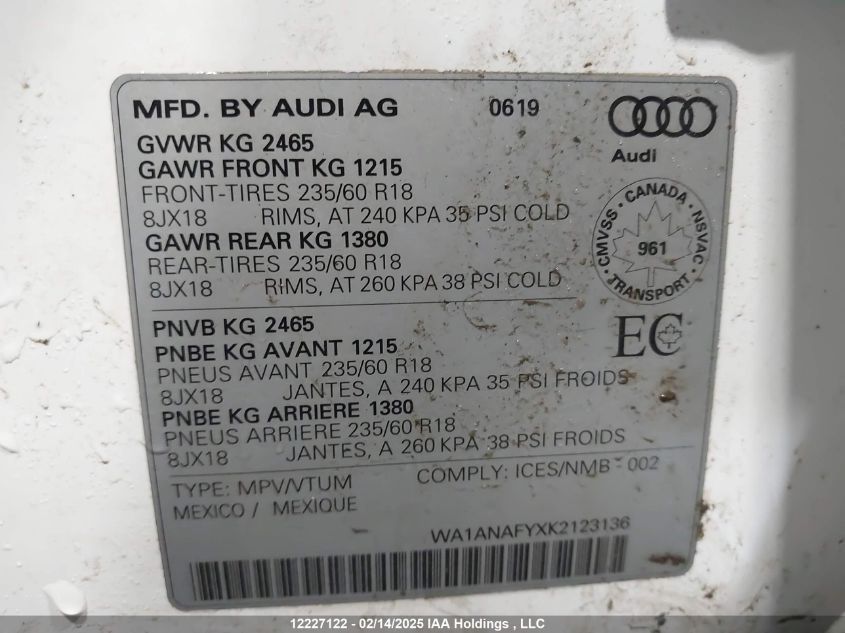 MFD. BY AUDI AG 0619
Audi
GVWR KG 2465
GAWR FRONT KG 1215
FRONT-TIRES 235/60 R18
8JX18 RIMS, AT 240 KPA 35 PSI COLD
GAWR REAR KG 1380
REAR-TIRES 235/60 R18
8JX18 RIMS, AT 260 KPA 38 PSI COLD
CMVSS · CANADA · NSVAC
961
TRANSPORT
PNVB KG 2465
PNBE KG AVANT 1215
PNEUS AVANT 235/60 R18
8JX18 JANTES, A 240 KPA 35 PSI FROIDS
PNBE KG ARRIERE 1380
PNEUS ARRIERE 235/60 R18
8JX18 JANTES, A 260 KPA 38 PSI FROIDS
EC
TYPE: MPV/VTUM COMPLY: ICES/NMB - 002
MEXICO / MEXIQUE
WA1ANAFYXK2123136
12227122 - 02/14/2025 IAA Holdings , LLC